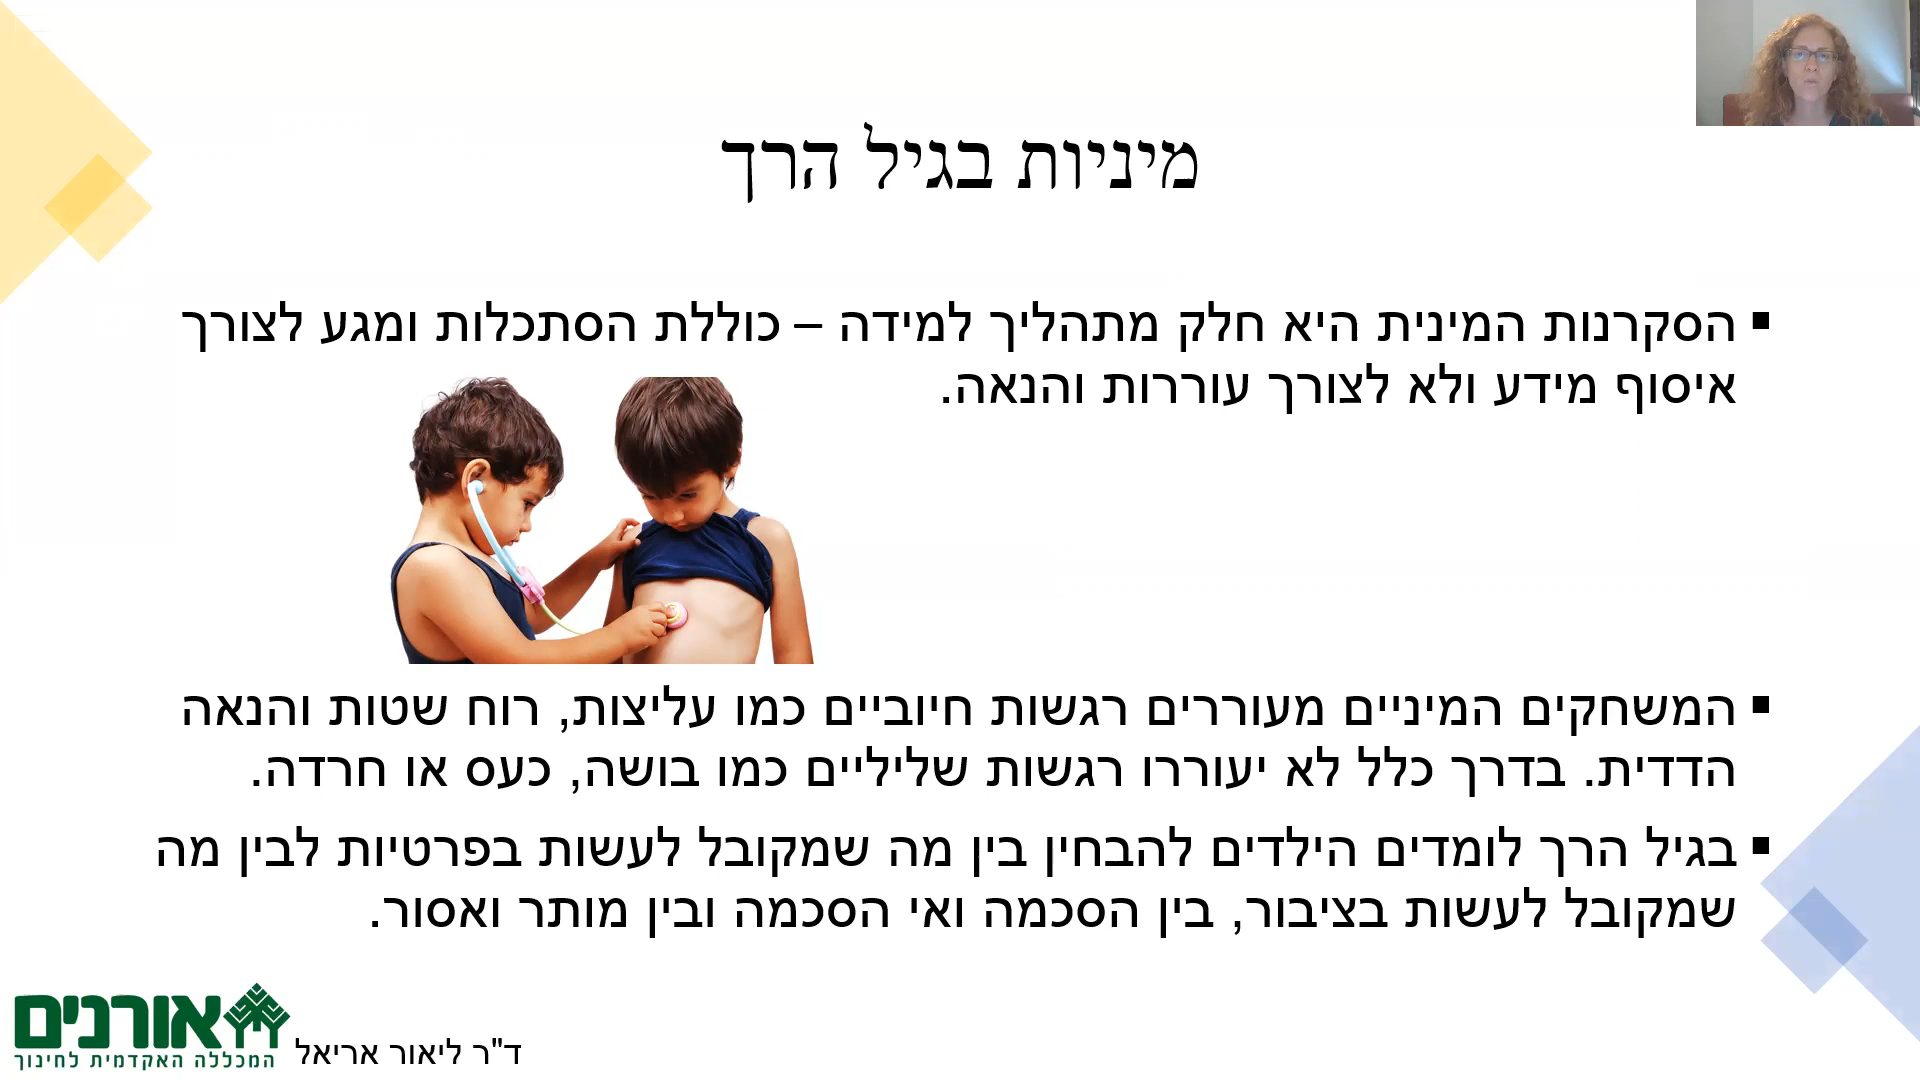 מיניות בגיל הרך
▪ הסקרנות המינית היא חלק מתהליך למידה – כוללת הסתכלות ומגע לצורך
איסוף מידע ולא לצורך עוררות והנאה.
▪ המשחקים המיניים מעוררים רגשות חיוביים כמו עליצות, רוח שטות והנאה
הדדית. בדרך כלל לא יעוררו רגשות שליליים כמו בושה, כעס או חרדה.
▪ בגיל הרך לומדים הילדים להבחין בין מה שמקובל לעשות בפרטיות לבין מה
שמקובל לעשות בציבור, בין הסכמה ואי הסכמה ובין מותר ואסור.
ד"ר ליאור אריאל
אורנים
המכללה האקדמית לחינוך